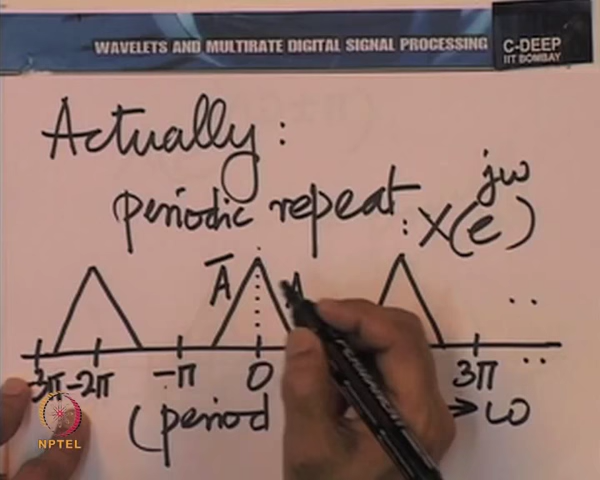 WAVELETS AND MULTIRATE DIGITAL SIGNAL PROCESSING
C-DEEP
IIT BOMBAY
Actually:
periodic repeat: X(e^jω)
Ā A
-3π -2π -π 0 3π
(period → ω
NPTEL